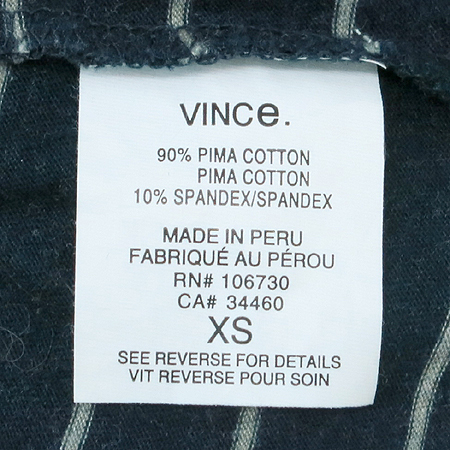 VINCe.
90% PIMA COTTON
PIMA COTTON
10% SPANDEX/SPANDEX
MADE IN PERU
FABRIQUÉ AU PÉROU
RN# 106730
CA# 34460
XS
SEE REVERSE FOR DETAILS
VIT REVERSE POUR SOIN